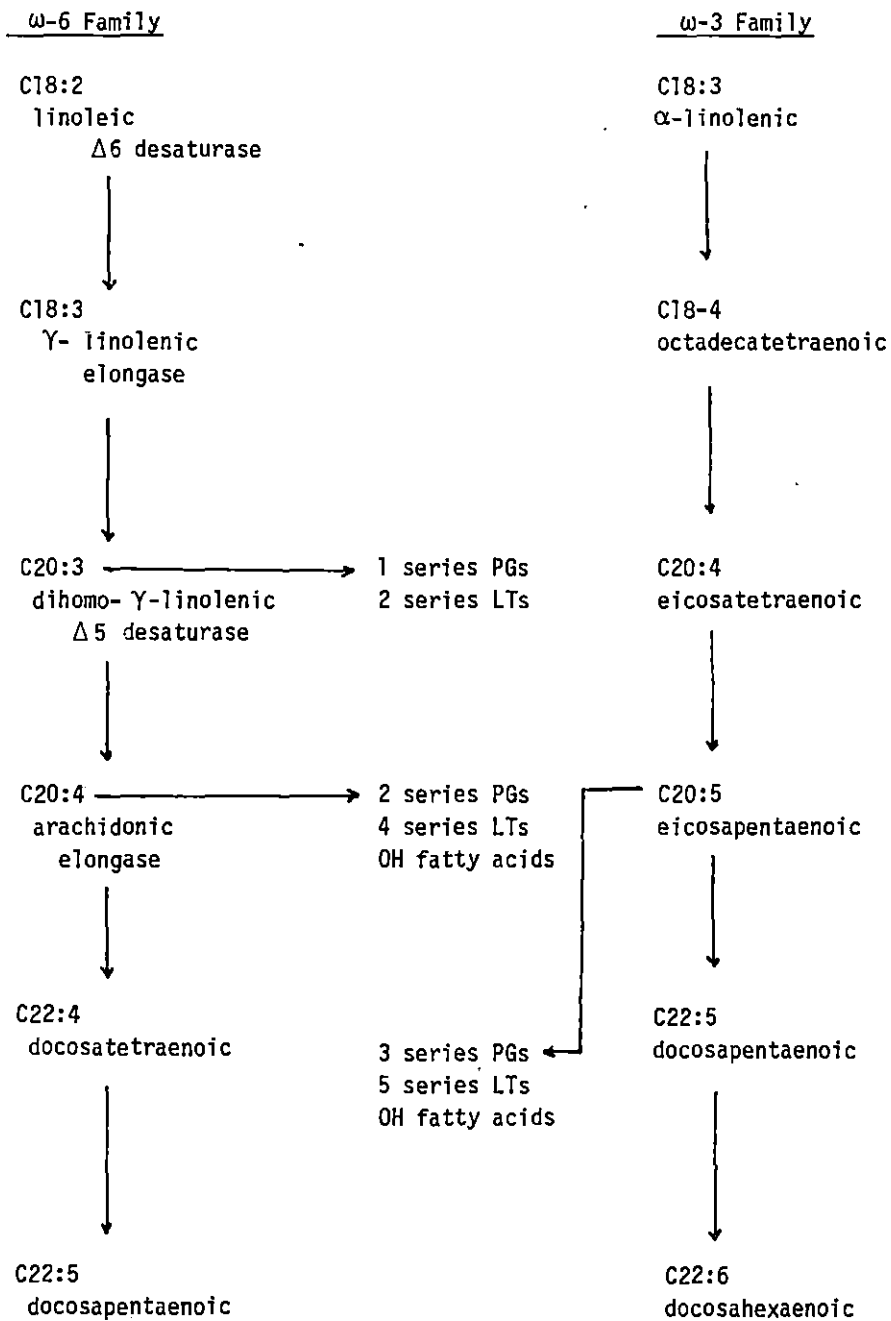 ω-6 Family
C18:2
linoleic
Δ6 desaturase
C18:3
γ- linolenic
elongase
C20:3
dihomo-γ-linolenic
Δ5 desaturase
C20:4
arachidonic
elongase
C22:4
docosatetraenoic
C22:5
docosapentaenoic
1 series PGs
2 series LTs
2 series PGs
4 series LTs
OH fatty acids
3 series PGs
5 series LTs
OH fatty acids
ω-3 Family
C18:3
α-linolenic
C18-4
octadecatetraenoic
C20:4
eicosatetraenoic
C20:5
eicosapentaenoic
C22:5
docosapentaenoic
C22:6
docosahexaenoic